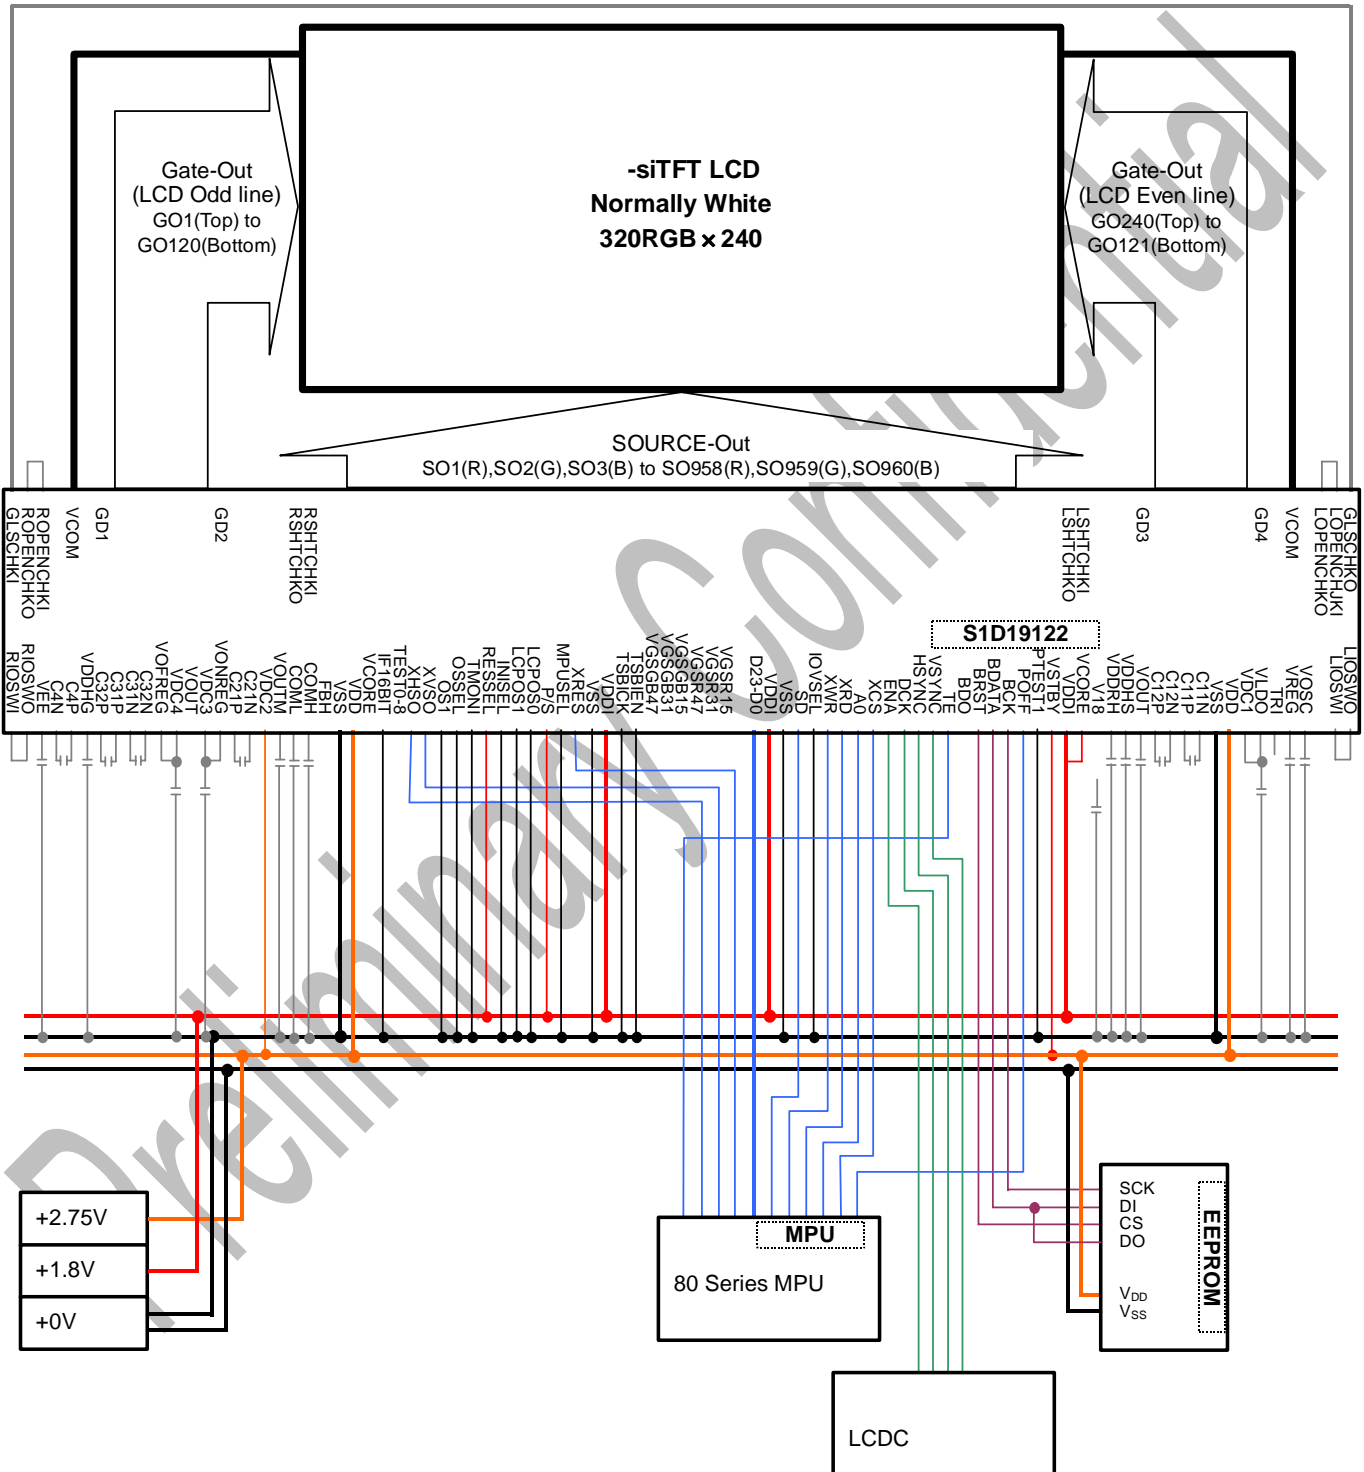 -siTFT LCD
Normally White
320RGB × 240
Gate-Out
(LCD Odd line)
GO1(Top) to
GO120(Bottom)
Gate-Out
(LCD Even line)
GO240(Top) to
GO121(Bottom)
SOURCE-Out
SO1(R),SO2(G),SO3(B) to SO958(R),SO959(G),SO960(B)
Preliminary Confidential
GLSCHKI
ROPENCHKO
ROPENCHKI
VCOM
GD1
GD2
RSHTCHKO
RSHTCHKI
LSHTCHKO
LSHTCHKI
GD3
GD4
VCOM
LOPENCHKO
LOPENCHJKI
GLSCHKO
S1D19122
RIOSWI
RIOSWO
VEE
C4N
C4P
VDDHG
C32P
C31P
C31N
C32N
VOFREG
VDC4
VOUT
VDC3
VONREG
C21P
C21N
VDC2
VOUTM
COML
COMH
FBH
VSS
VDD
VCORE
IF16BIT
TEST0-8
XHSO
XVSO
OS1
OSSEL
TIMONI
RESSEL
INISEL
LCPOS1
LCPOS0
P/S
MPUSEL
XRES
VSS
VDDI
TSBICK
TSBIEN
VGSGB47
VGSGB31
VGSGB15
VGSR47
VGSR31
VGSR15
D23-D0
VDDI
VSS
SD
IOVSEL
XWR
XRD
A0
XCS
ENA
DCK
HSYNC
VSYNC
TE
BDO
BRST
BDATA
BCK
POFF
PTEST1
VSTBY
VDDI
VCORE
V18
VDDRH
VDDHS
VOUT
C12P
C12N
C11P
C11N
VSS
VDD
VDC1
VLDO
TRI
VREG
VOSC
LIOSWI
LIOSWO
+2.75V
+1.8V
+0V
MPU
80 Series MPU
SCK
DI
CS
DO
VDD
VSS
EEPROM
LCDC